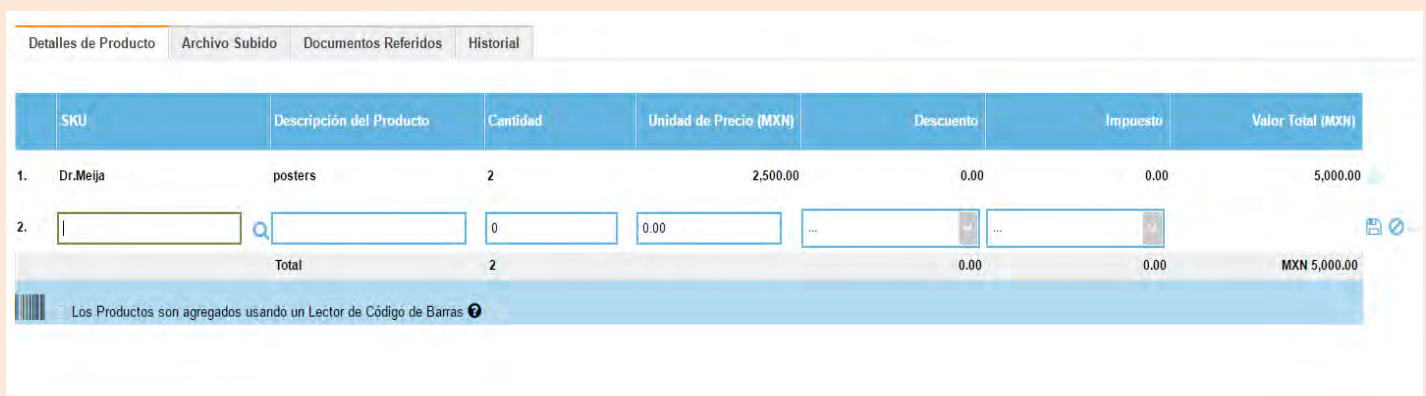 Detalles de Producto Archivo Subido Documentos Referidos Historial
SKU Descripción del Producto Cantidad Unidad de Precio (MXN) Descuento Impuesto Valor Total (MXN)
1. Dr.Meija posters 2 2,500.00 0.00 0.00 5,000.00
2. 0 0.00 ... ...
Total 2 0.00 0.00 MXN 5,000.00
Los Productos son agregados usando un Lector de Código de Barras ?